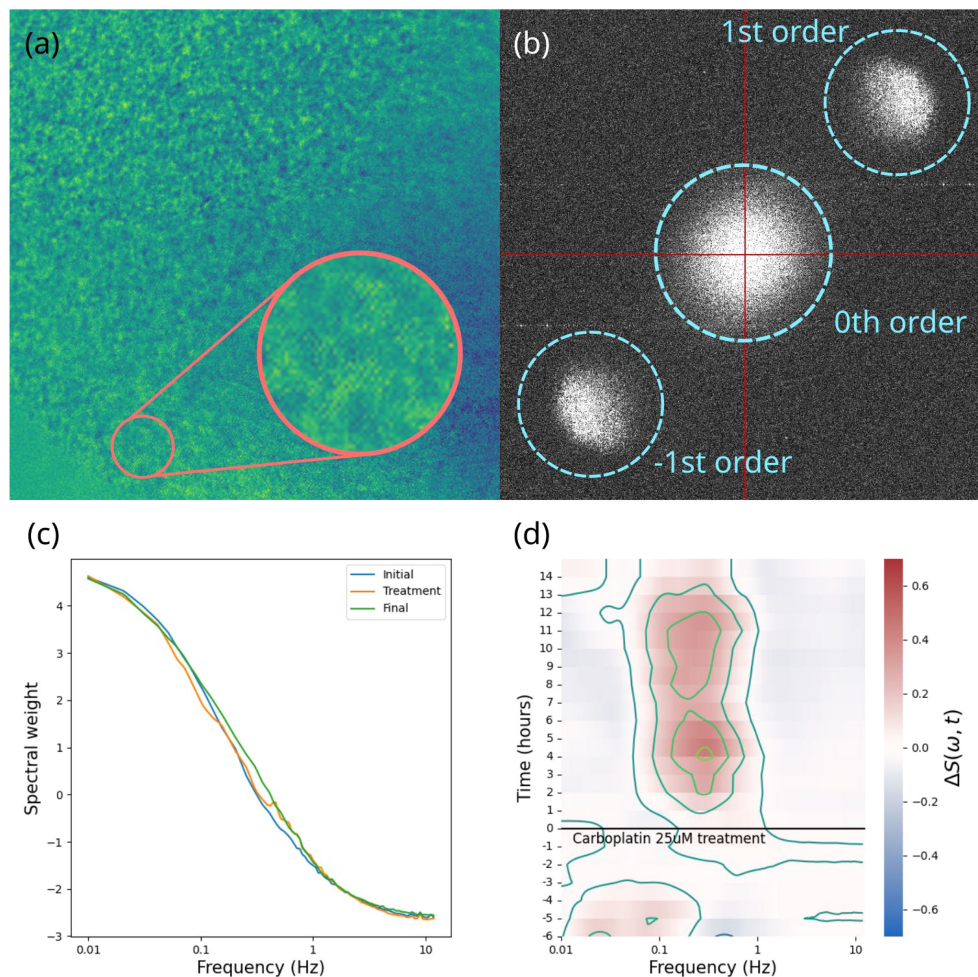 (a)
(b)
1st order
0th order
-1st order
(c)
Initial
Treatment
Final
4
3
2
1
0
−1
−2
−3
Spectral weight
0.01
0.1
1
10
Frequency (Hz)
(d)
14
13
12
11
10
9
8
7
6
5
4
3
2
1
0
-1
-2
-3
-4
-5
-6
Time (hours)
Carboplatin 25uM treatment
0.01
0.1
1
10
Frequency (Hz)
0.6
0.4
0.2
0.0
−0.2
−0.4
−0.6
ΔS(ω, t)